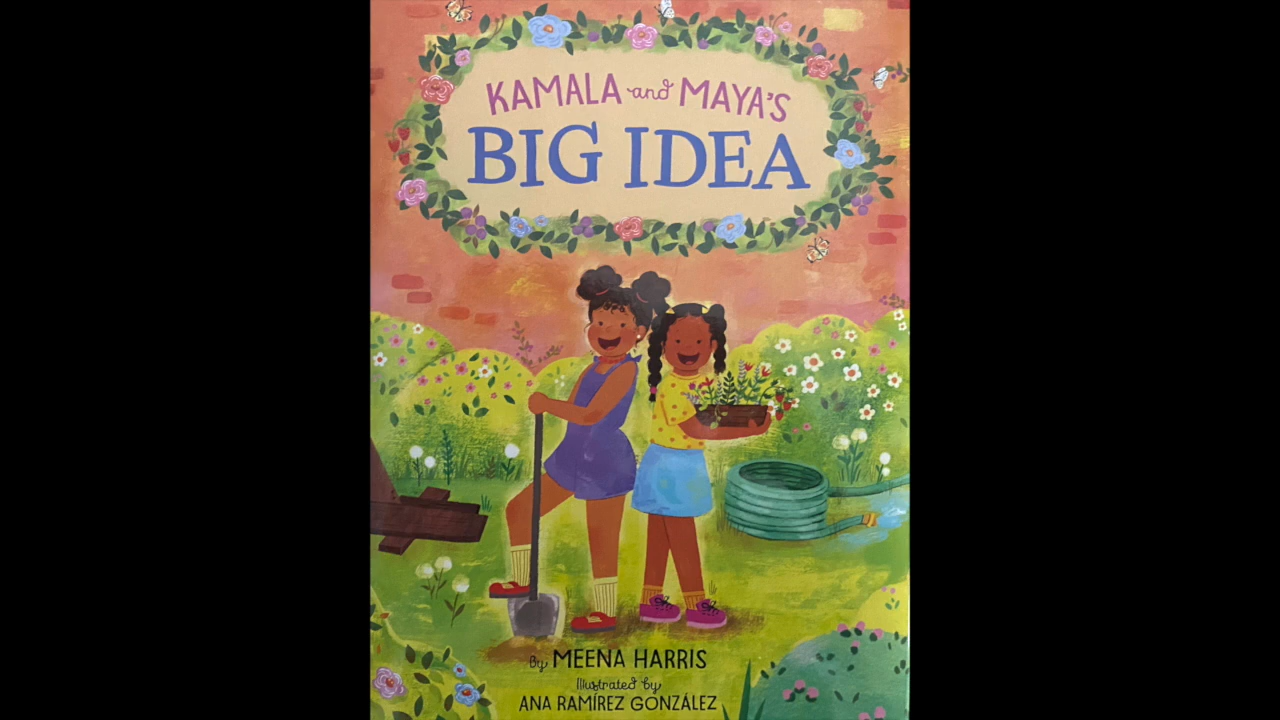 KAMALA and MAYA'S
BIG IDEA
By MEENA HARRIS
Illustrated by
ANA RAMÍREZ GONZÁLEZ